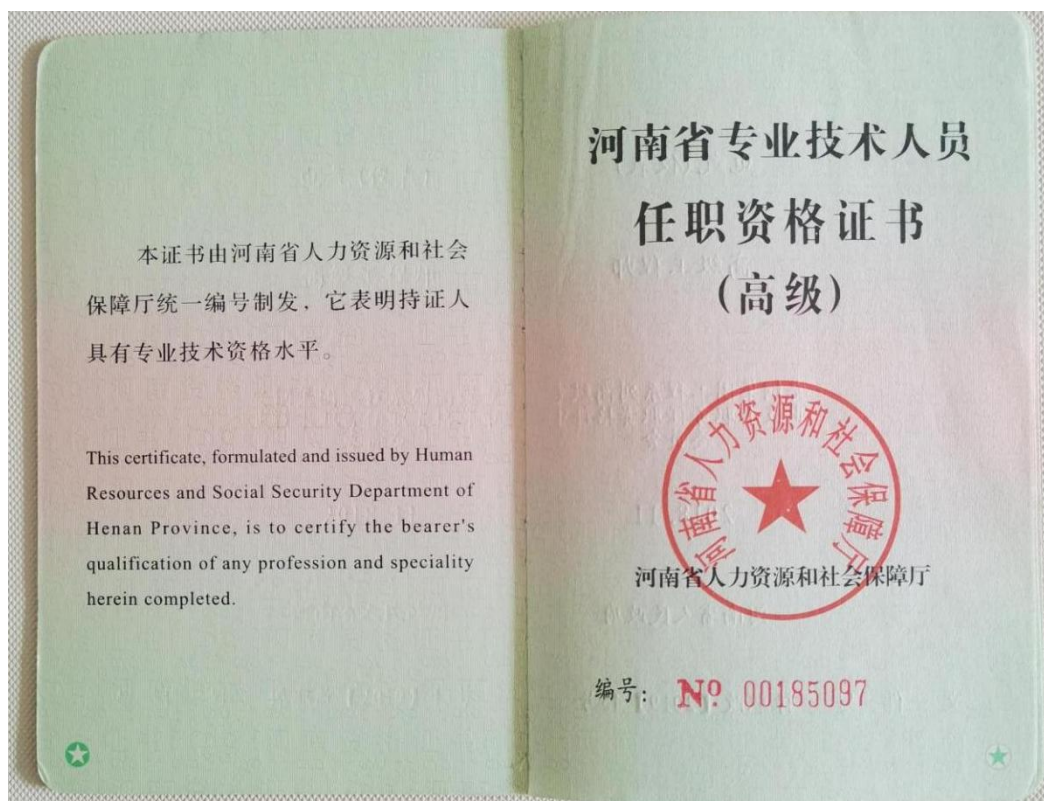 本证书由河南省人力资源和社会
保障厅统一编号制发，它表明持证人
具有专业技术资格水平。
This certificate, formulated and issued by Human
Resources and Social Security Department of
Henan Province, is to certify the bearer's
qualification of any profession and speciality
herein completed.
河南省专业技术人员
任职资格证书
(高级)
河南省人力资源和社会保障厅
河南省人力资源和社会保障厅
编号： Nº 00185097